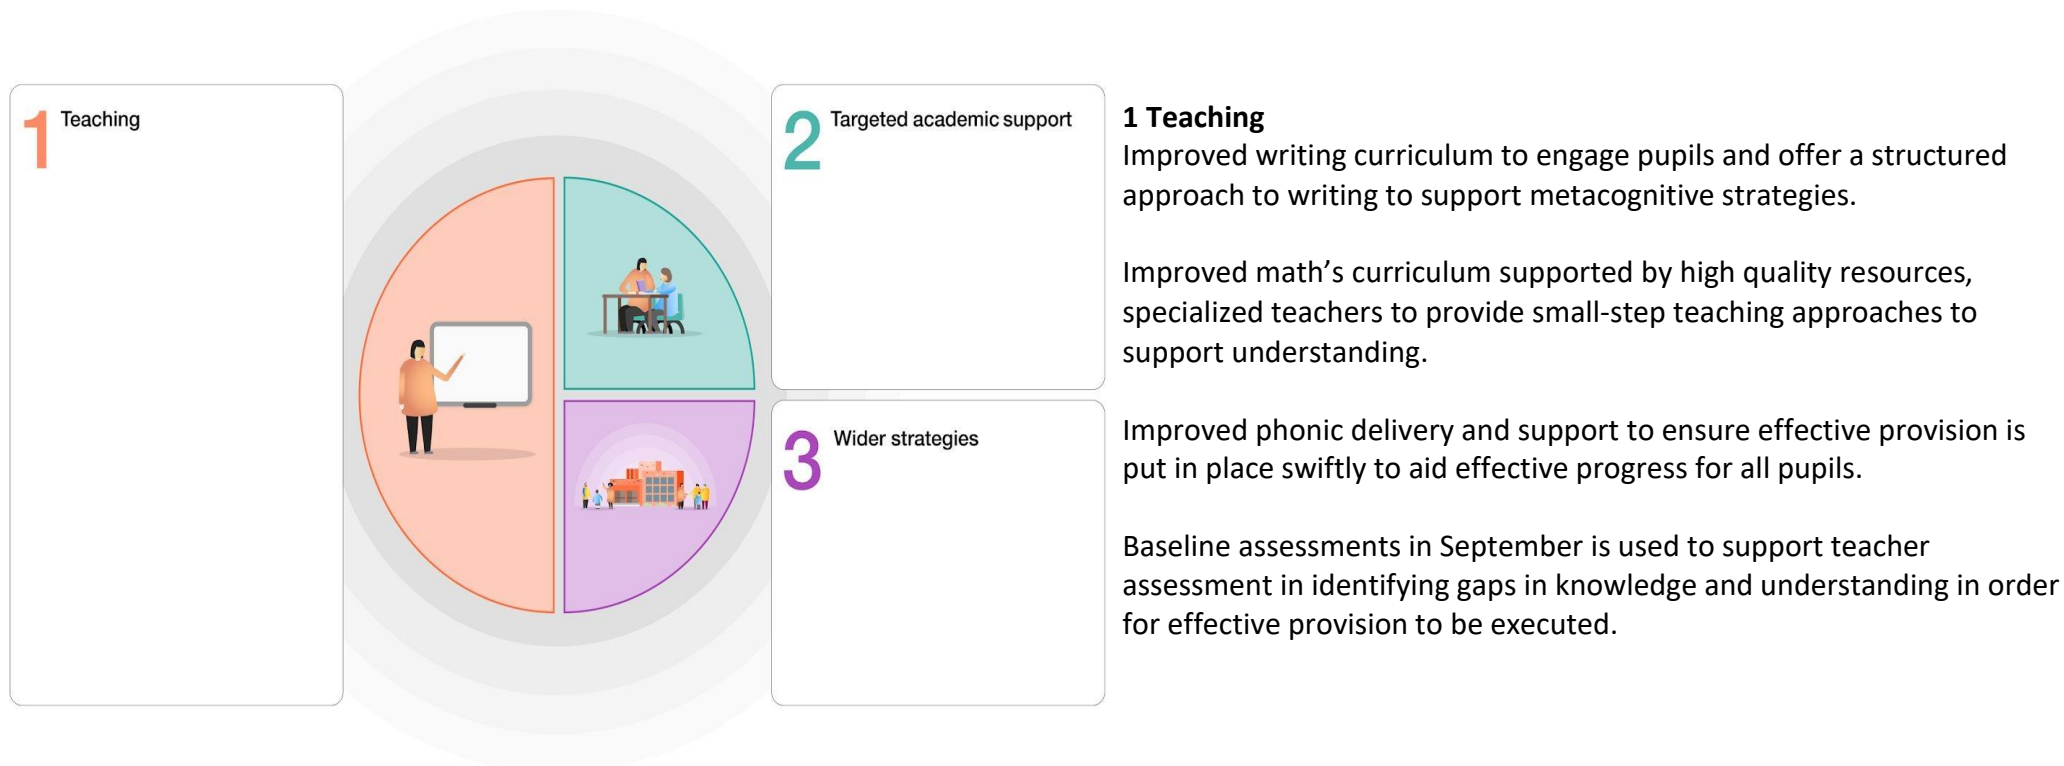 1 Teaching
2 Targeted academic support
3 Wider strategies
1 Teaching
Improved writing curriculum to engage pupils and offer a structured
approach to writing to support metacognitive strategies.
Improved math’s curriculum supported by high quality resources,
specialized teachers to provide small-step teaching approaches to
support understanding.
Improved phonic delivery and support to ensure effective provision is
put in place swiftly to aid effective progress for all pupils.
Baseline assessments in September is used to support teacher
assessment in identifying gaps in knowledge and understanding in order
for effective provision to be executed.